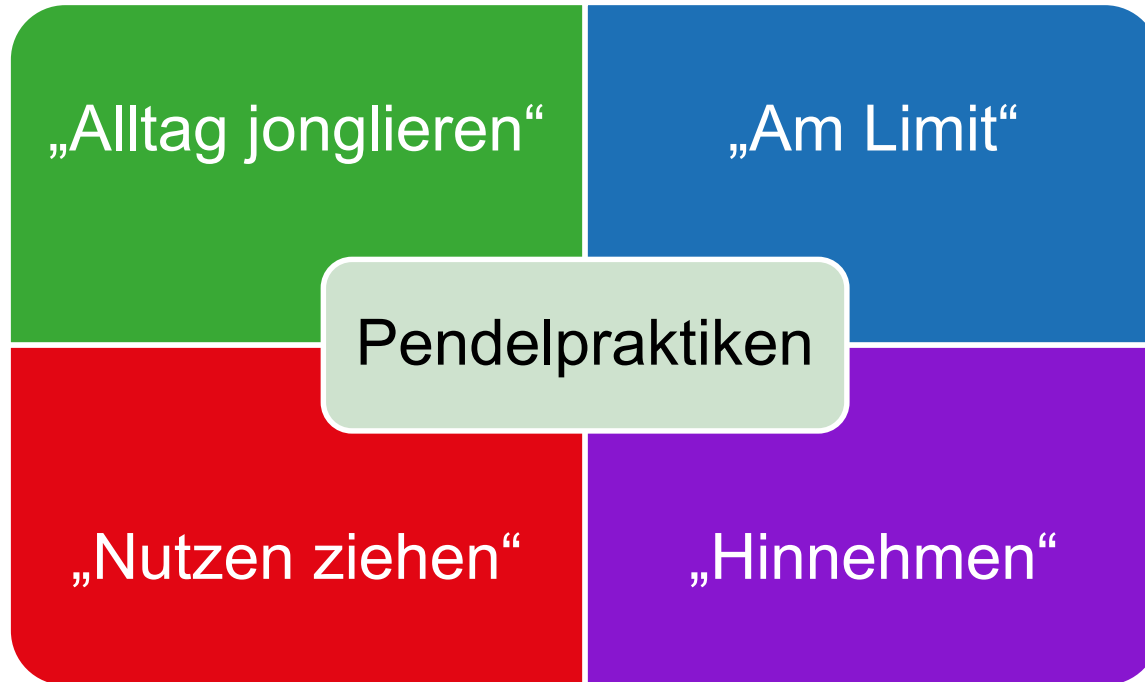 „Alltag jonglieren“
„Am Limit“
Pendelpraktiken
„Nutzen ziehen“
„Hinnehmen“